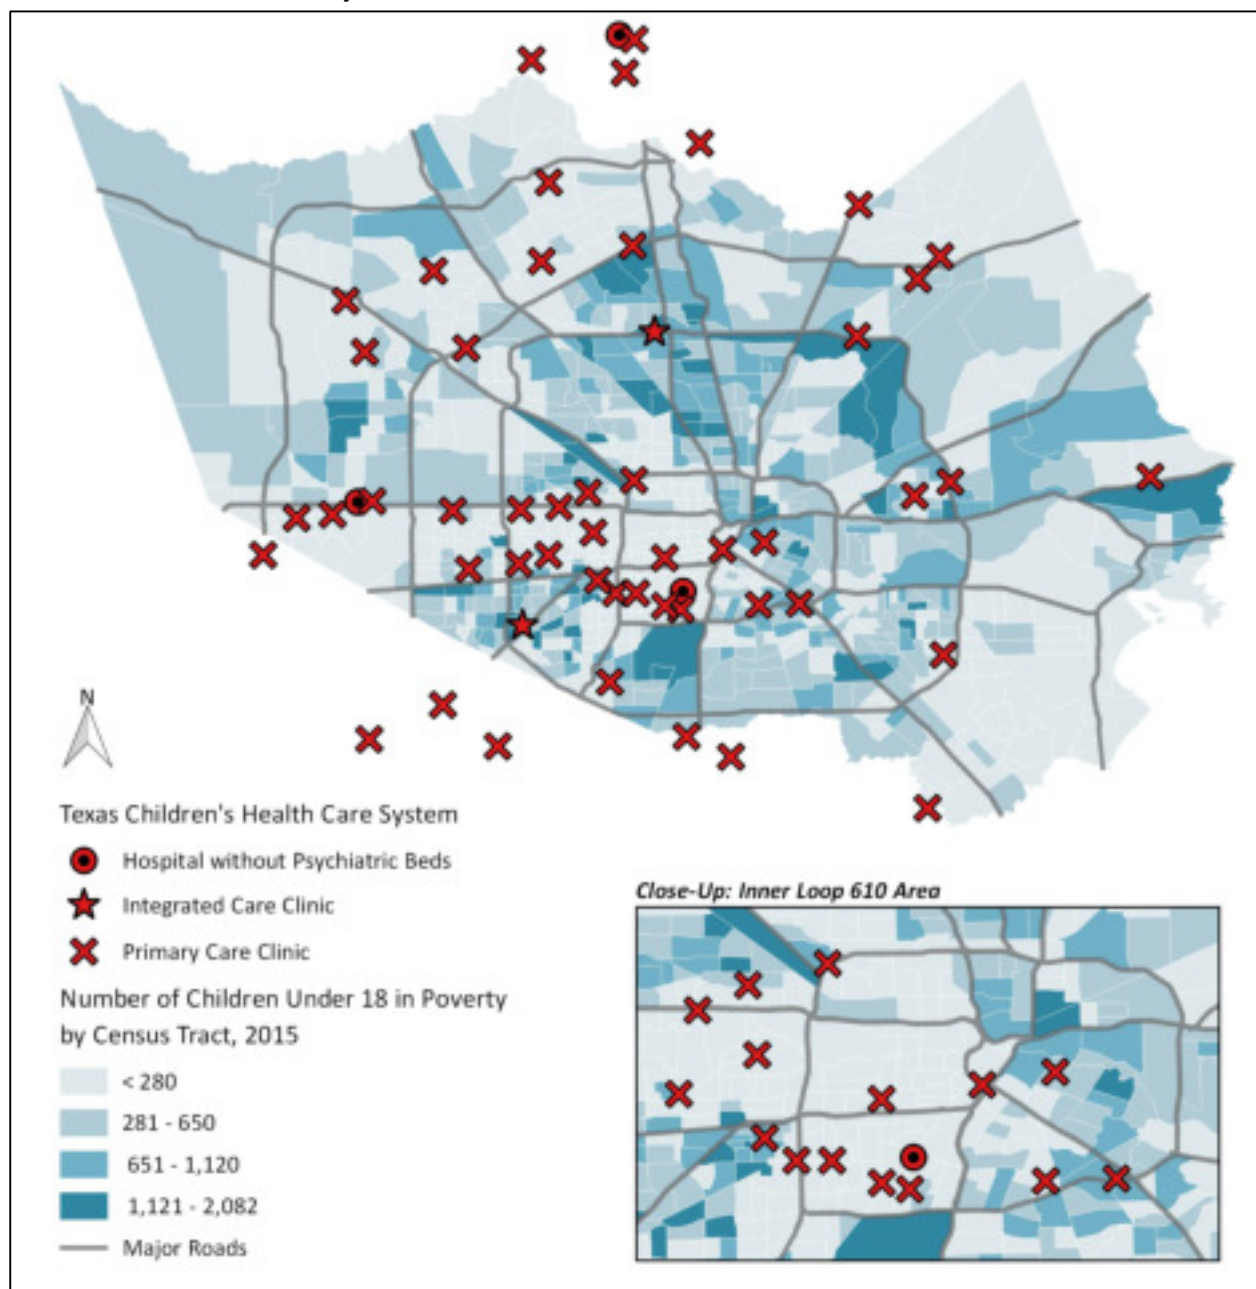 N
Texas Children's Health Care System
Hospital without Psychiatric Beds
Integrated Care Clinic
Primary Care Clinic
Number of Children Under 18 in Poverty
by Census Tract, 2015
< 280
281 - 650
651 - 1,120
1,121 - 2,082
Major Roads
Close-Up: Inner Loop 610 Area